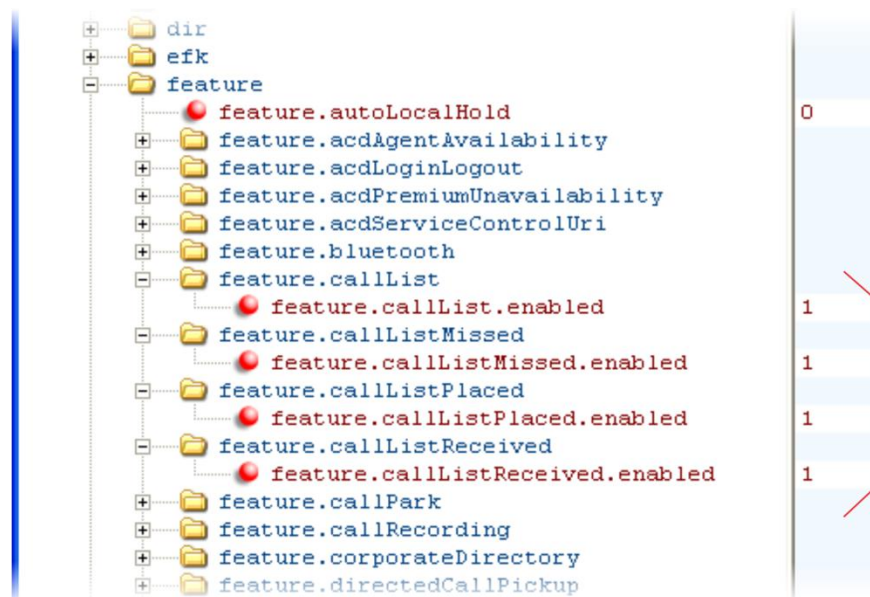 dir
efk
feature
feature.autoLocalHold 0
feature.acdAgentAvailability
feature.acdLoginLogout
feature.acdPremiumUnavailability
feature.acdServiceControlUri
feature.bluetooth
feature.callList
feature.callList.enabled 1
feature.callListMissed
feature.callListMissed.enabled 1
feature.callListPlaced
feature.callListPlaced.enabled 1
feature.callListReceived
feature.callListReceived.enabled 1
feature.callPark
feature.callRecording
feature.corporateDirectory
feature.directedCallPickup